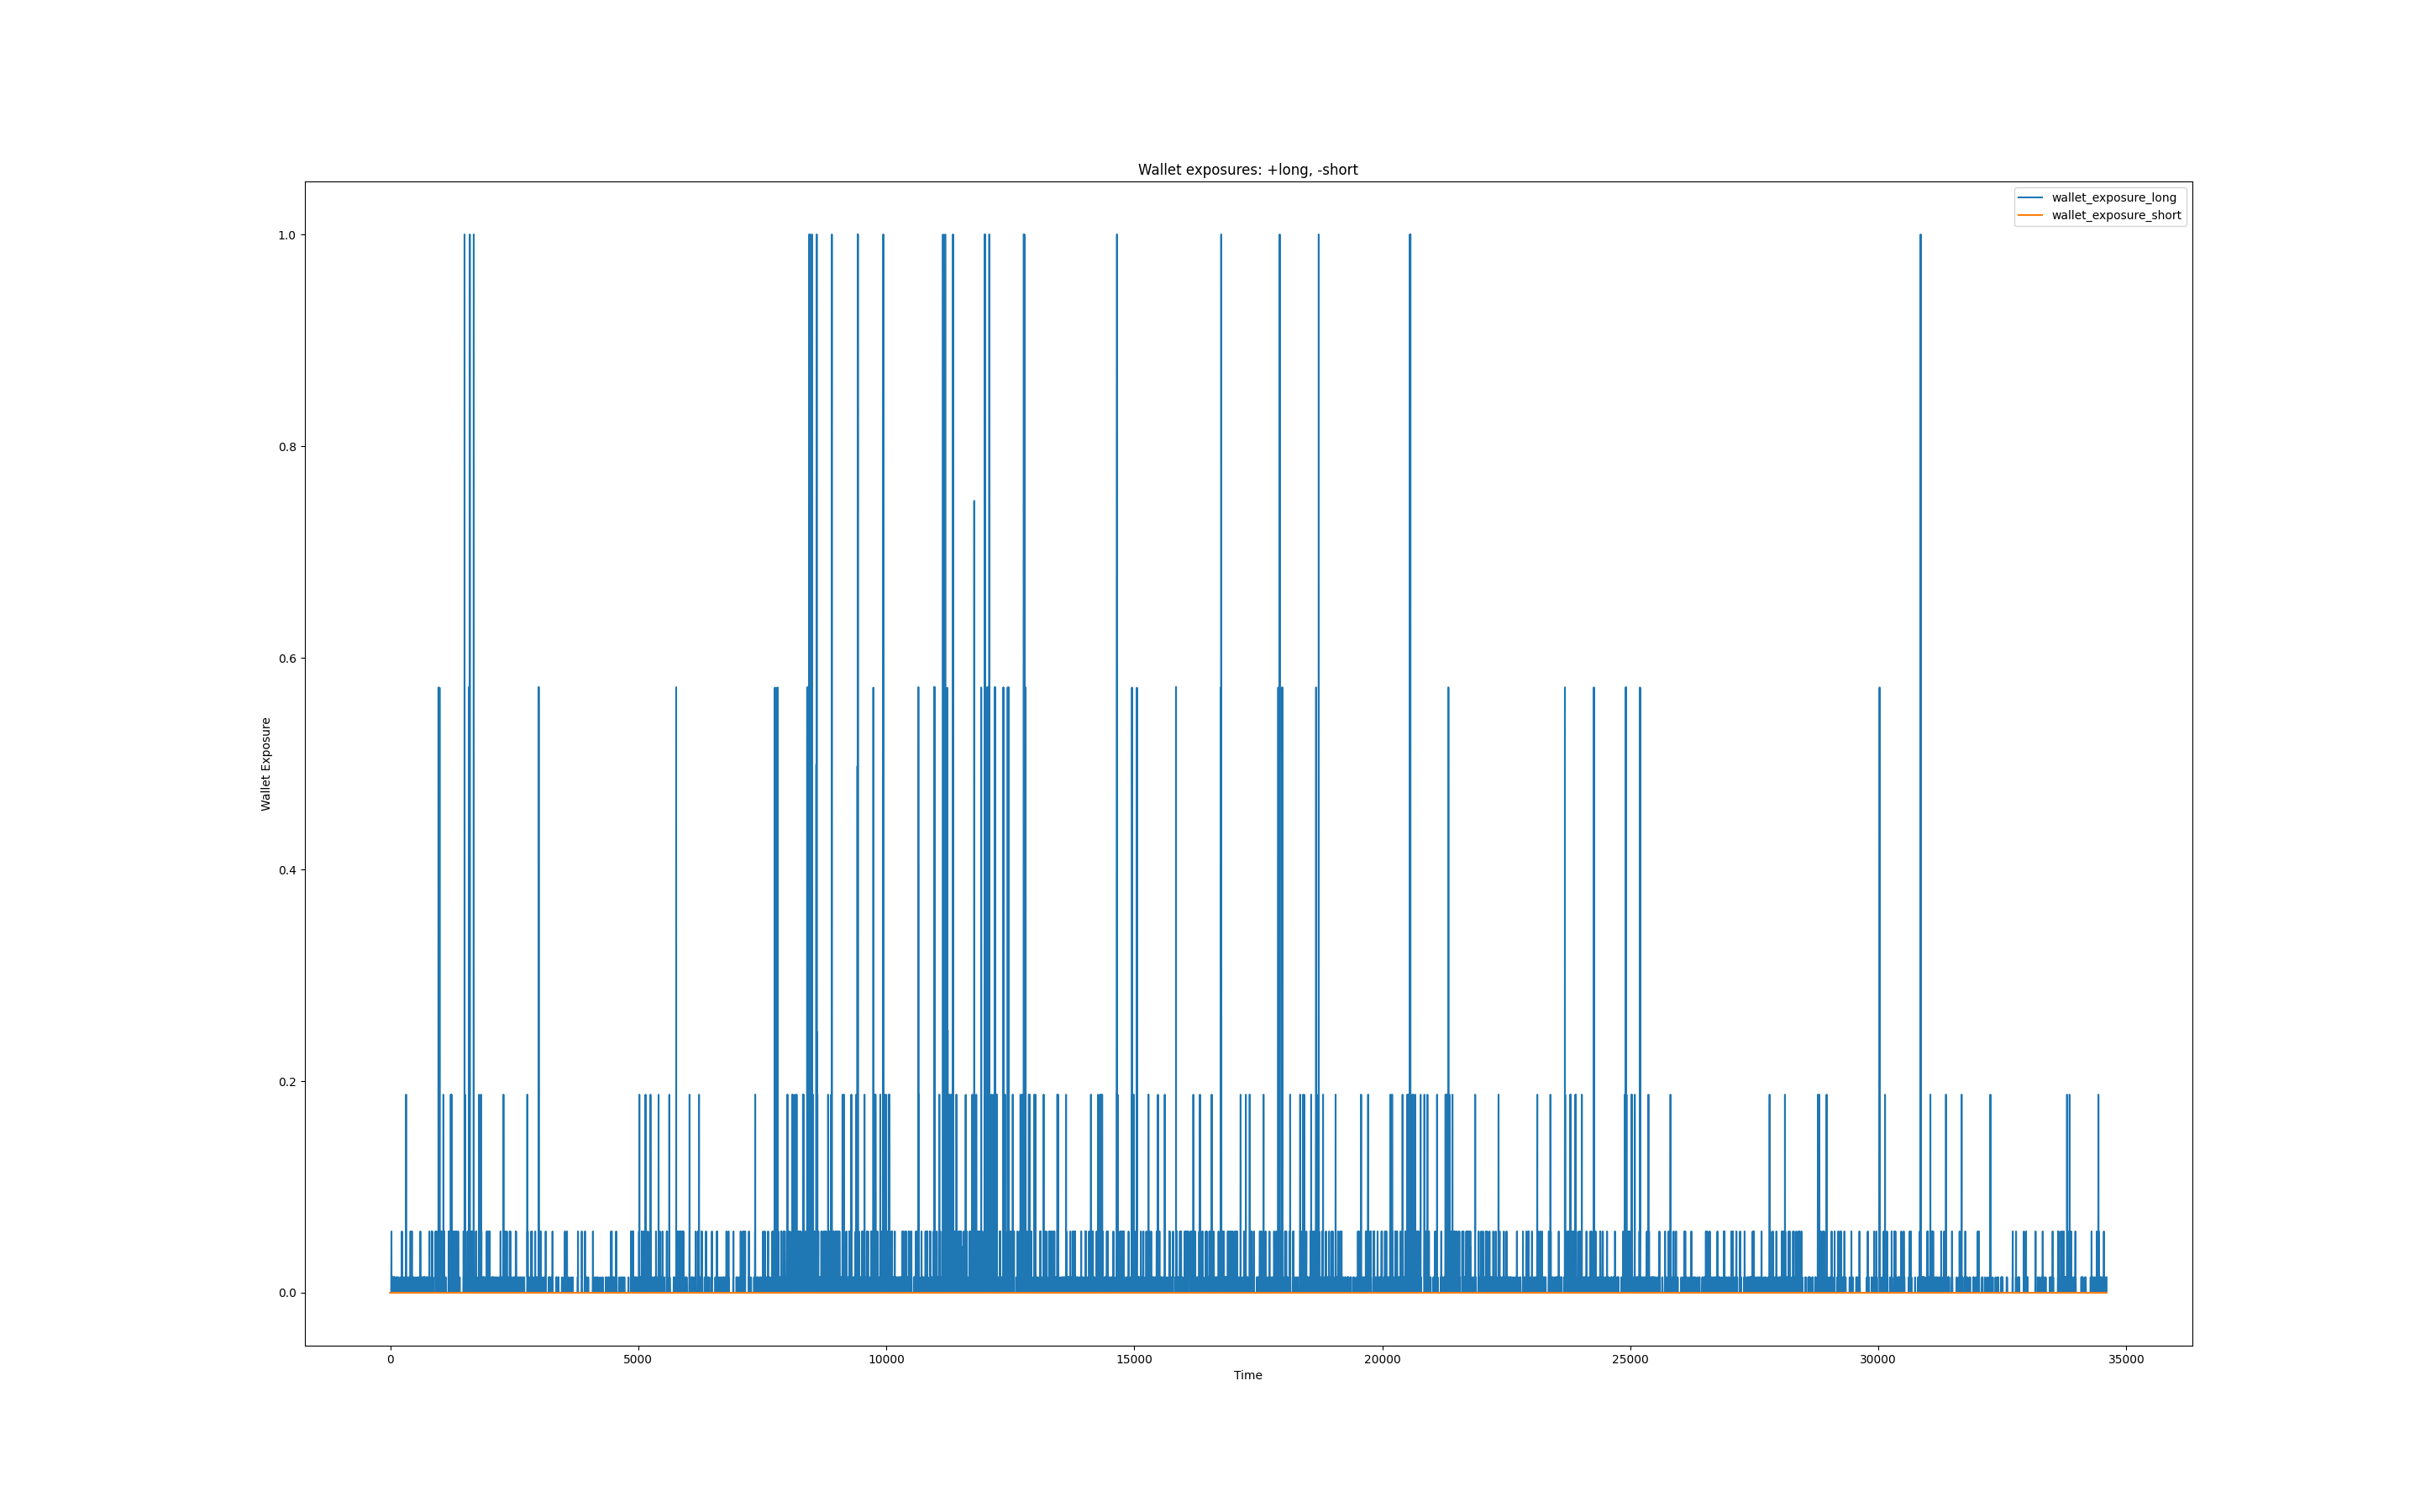 Wallet exposures: +long, -short
wallet_exposure_long
wallet_exposure_short
1.0
0.8
0.6
0.4
0.2
0.0
Wallet Exposure
0 5000 10000 15000 20000 25000 30000 35000
Time